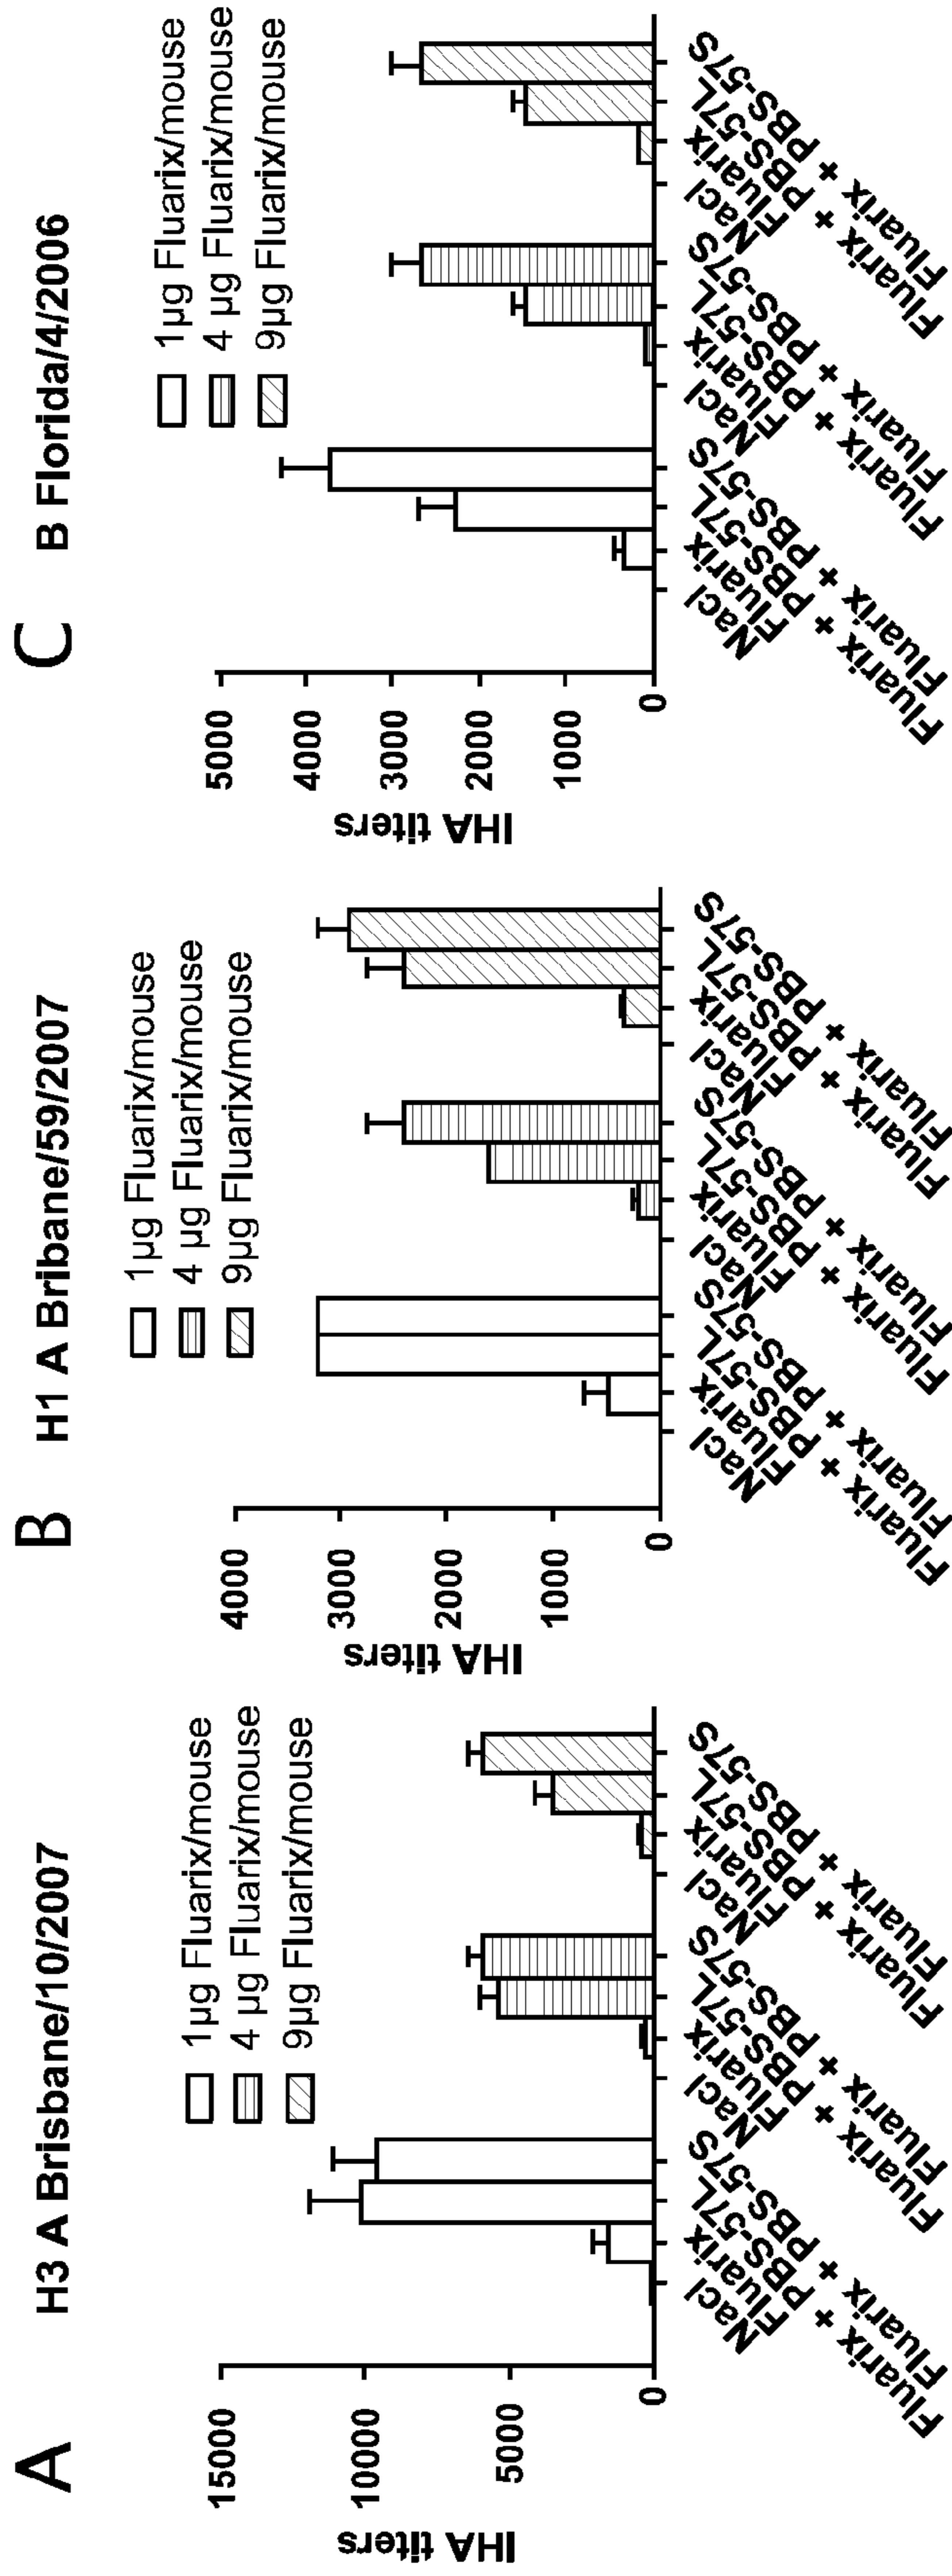 A
H3 A Brisbane/10/2007
1µg Fluarix/mouse
4 µg Fluarix/mouse
9µg Fluarix/mouse
IHA titers
15000
10000
5000
0
Nacl
Fluarix
Fluarix + PBS-57L
Fluarix + PBS-57S
Nacl
Fluarix
Fluarix + PBS-57L
Fluarix + PBS-57S
Nacl
Fluarix
Fluarix + PBS-57L
Fluarix + PBS-57S
B
H1 A Bribane/59/2007
1µg Fluarix/mouse
4 µg Fluarix/mouse
9µg Fluarix/mouse
IHA titers
4000
3000
2000
1000
0
Nacl
Fluarix
Fluarix + PBS-57L
Fluarix + PBS-57S
Nacl
Fluarix
Fluarix + PBS-57L
Fluarix + PBS-57S
Nacl
Fluarix
Fluarix + PBS-57L
Fluarix + PBS-57S
C
B Florida/4/2006
1µg Fluarix/mouse
4 µg Fluarix/mouse
9µg Fluarix/mouse
IHA titers
5000
4000
3000
2000
1000
0
Nacl
Fluarix
Fluarix + PBS-57L
Fluarix + PBS-57S
Nacl
Fluarix
Fluarix + PBS-57L
Fluarix + PBS-57S
Nacl
Fluarix
Fluarix + PBS-57L
Fluarix + PBS-57S